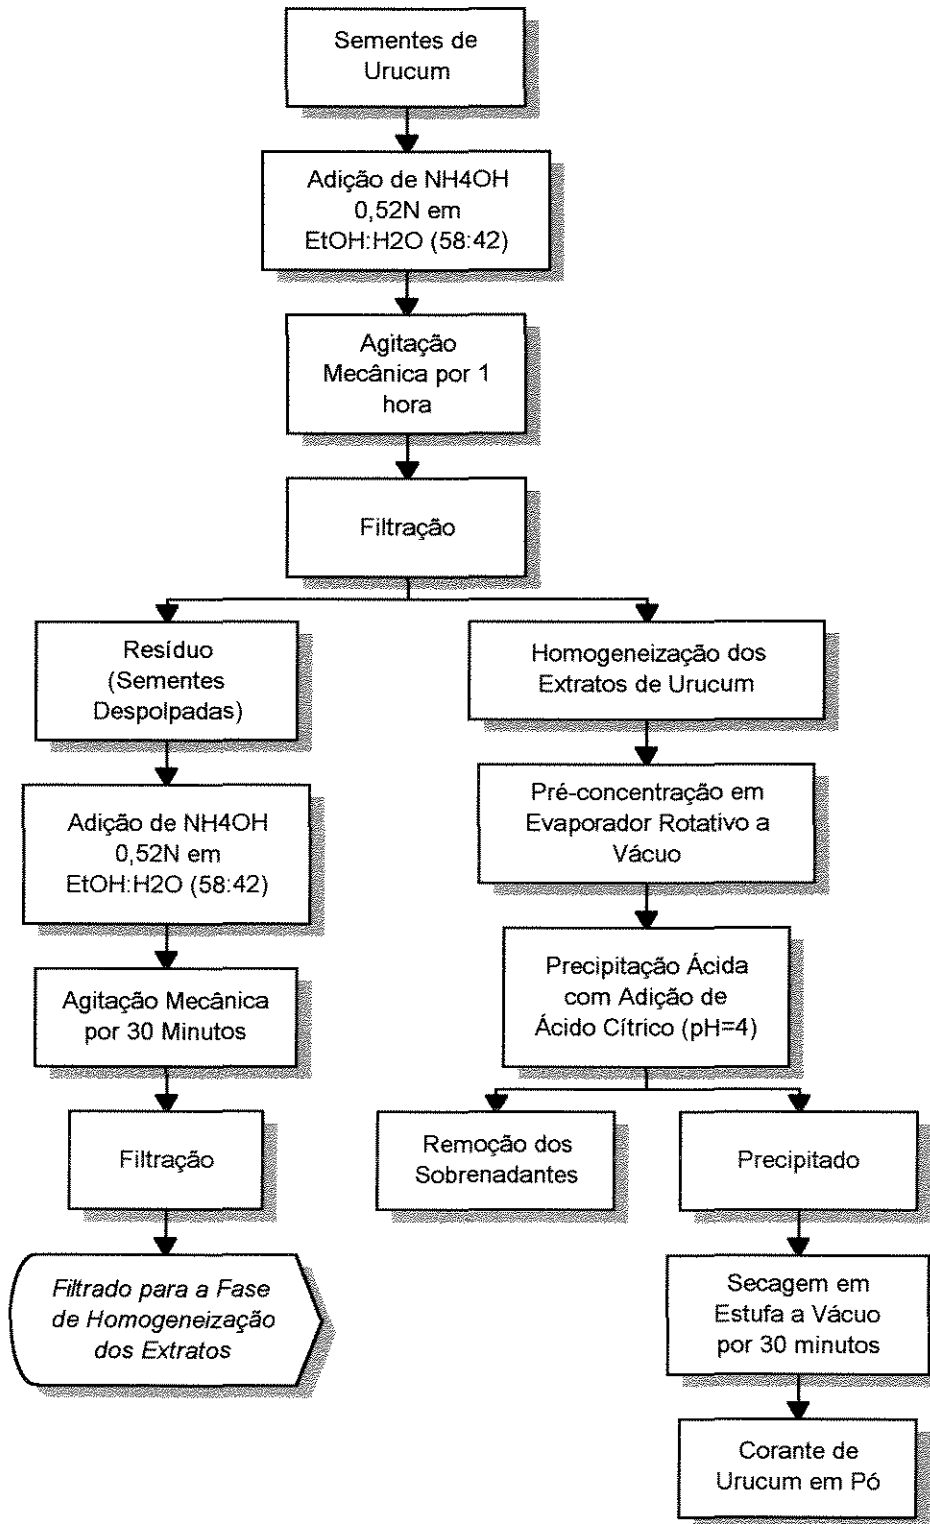 Sementes de
Urucum
Adição de NH4OH
0,52N em
EtOH:H2O (58:42)
Agitação
Mecânica por 1
hora
Filtração
Resíduo
(Sementes
Despolpadas)
Homogeneização dos
Extratos de Urucum
Adição de NH4OH
0,52N em
EtOH:H2O (58:42)
Pré-concentração em
Evaporador Rotativo a
Vácuo
Agitação Mecânica
por 30 Minutos
Precipitação Ácida
com Adição de
Ácido Cítrico (pH=4)
Filtração
Remoção dos
Sobrenadantes
Precipitado
Filtrado para a Fase
de Homogeneização
dos Extratos
Secagem em
Estufa a Vácuo
por 30 minutos
Corante de
Urucum em Pó